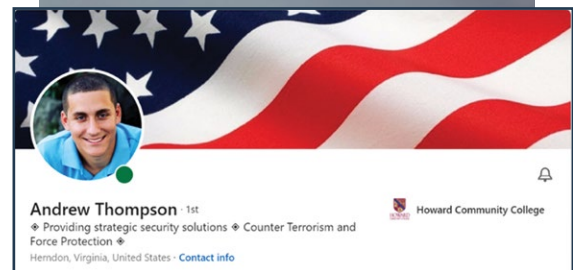 Andrew Thompson · 1st
◈ Providing strategic security solutions ◈ Counter Terrorism and
Force Protection ◈
Herndon, Virginia, United States · Contact info
HOWARD
Howard Community College